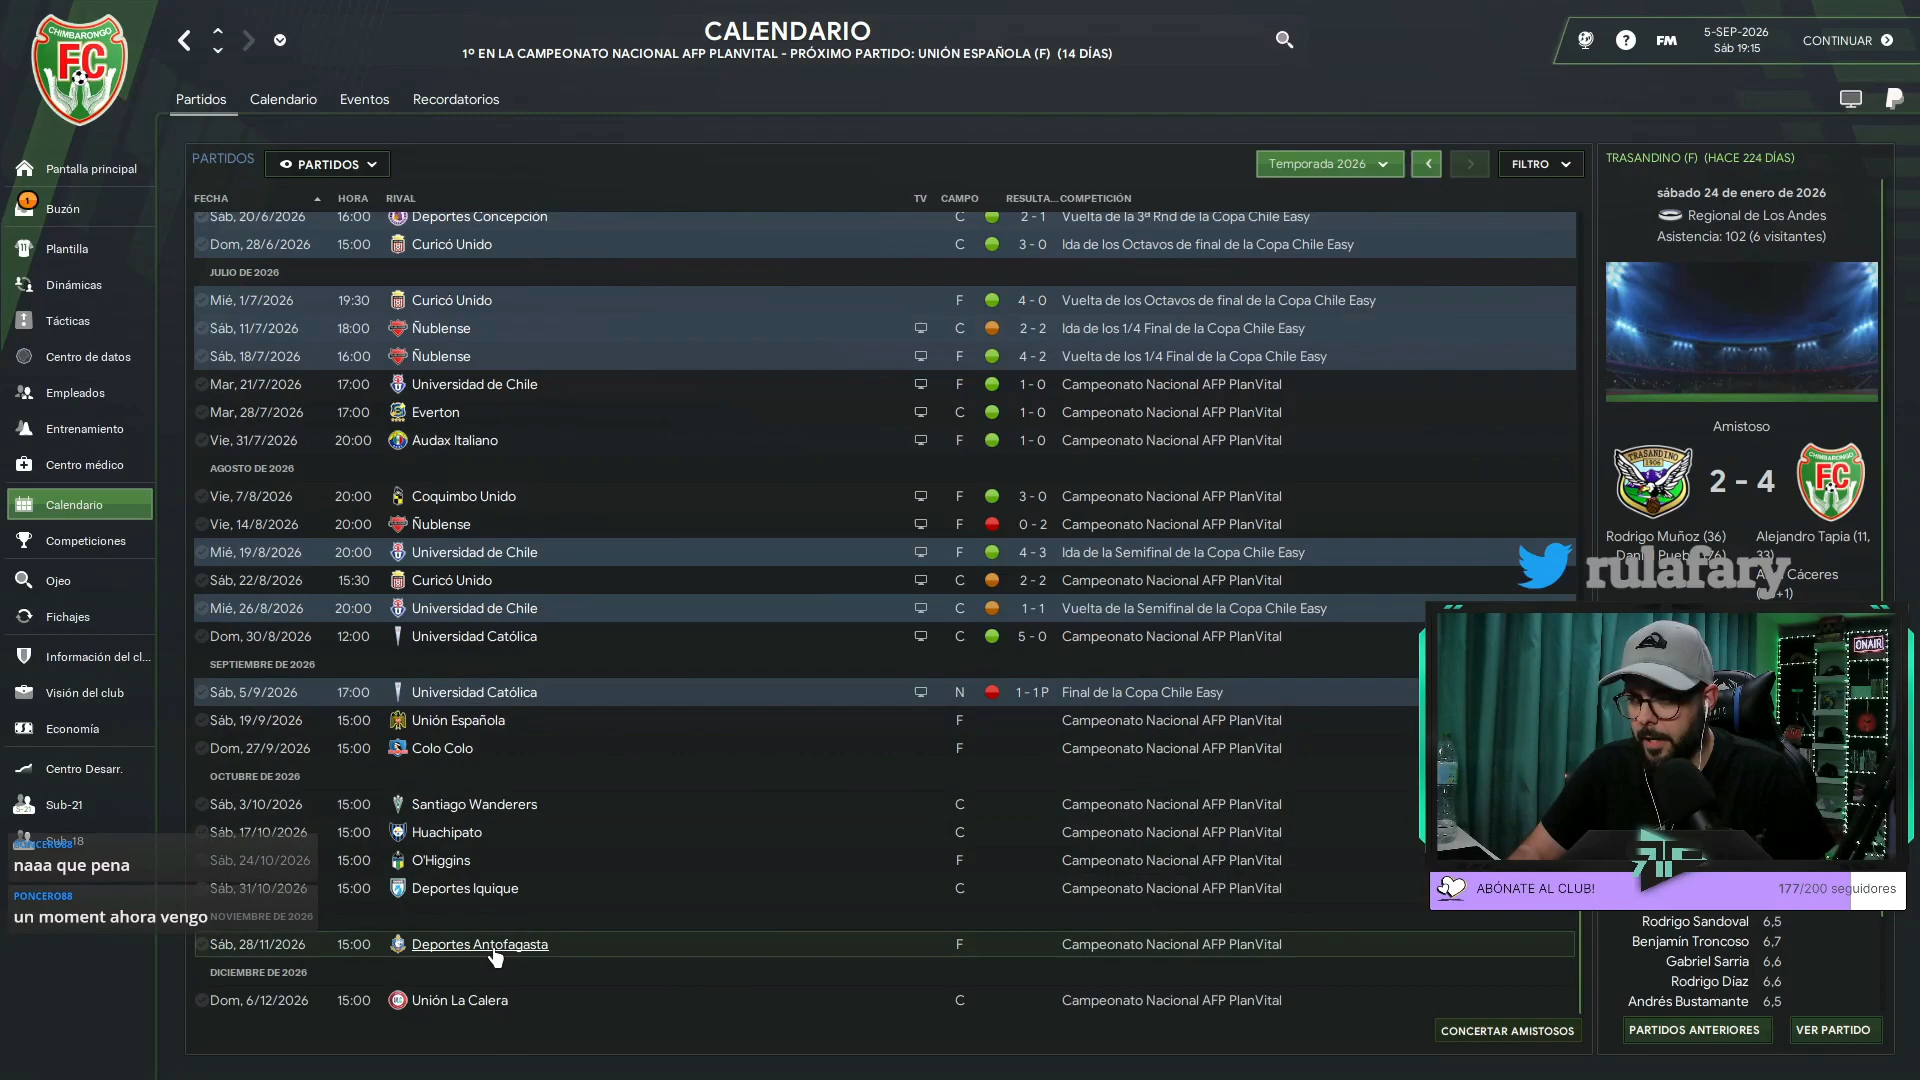 CHIMBARONGO
FC
CALENDARIO
1º EN LA CAMPEONATO NACIONAL AFP PLANVITAL - PRÓXIMO PARTIDO: UNIÓN ESPAÑOLA (F) (14 DÍAS)
FM
5-SEP-2026
Sáb 19:15
CONTINUAR
Partidos Calendario Eventos Recordatorios
Pantalla principal
1
Buzón
Plantilla
Dinámicas
Tácticas
Centro de datos
Empleados
Entrenamiento
Centro médico
Calendario
Competiciones
Ojeo
Fichajes
Información del cl...
Visión del club
Economía
Centro Desarr.
Sub-21
Sub-18
PONCERO88
naaa que pena
PONCERO88
un moment ahora vengo
PARTIDOS PARTIDOS Temporada 2026 FILTRO
FECHA HORA RIVAL TV CAMPO RESULTA... COMPETICIÓN
Sáb, 20/6/2026 16:00 Deportes Concepción C 2 - 1 Vuelta de la 3ª Rnd de la Copa Chile Easy
Dom, 28/6/2026 15:00 Curicó Unido C 3 - 0 Ida de los Octavos de final de la Copa Chile Easy
JULIO DE 2026
Mié, 1/7/2026 19:30 Curicó Unido F 4 - 0 Vuelta de los Octavos de final de la Copa Chile Easy
Sáb, 11/7/2026 18:00 Ñublense C 2 - 2 Ida de los 1/4 Final de la Copa Chile Easy
Sáb, 18/7/2026 16:00 Ñublense F 4 - 2 Vuelta de los 1/4 Final de la Copa Chile Easy
Mar, 21/7/2026 17:00 Universidad de Chile F 1 - 0 Campeonato Nacional AFP PlanVital
Mar, 28/7/2026 17:00 Everton C 1 - 0 Campeonato Nacional AFP PlanVital
Vie, 31/7/2026 20:00 Audax Italiano F 1 - 0 Campeonato Nacional AFP PlanVital
AGOSTO DE 2026
Vie, 7/8/2026 20:00 Coquimbo Unido F 3 - 0 Campeonato Nacional AFP PlanVital
Vie, 14/8/2026 20:00 Ñublense F 0 - 2 Campeonato Nacional AFP PlanVital
Mié, 19/8/2026 20:00 Universidad de Chile F 4 - 3 Ida de la Semifinal de la Copa Chile Easy
Sáb, 22/8/2026 15:30 Curicó Unido C 2 - 2 Campeonato Nacional AFP PlanVital
Mié, 26/8/2026 20:00 Universidad de Chile C 1 - 1 Vuelta de la Semifinal de la Copa Chile Easy
Dom, 30/8/2026 12:00 Universidad Católica C 5 - 0 Campeonato Nacional AFP PlanVital
SEPTIEMBRE DE 2026
Sáb, 5/9/2026 17:00 Universidad Católica N 1 - 1 P Final de la Copa Chile Easy
Sáb, 19/9/2026 15:00 Unión Española F Campeonato Nacional AFP PlanVital
Dom, 27/9/2026 15:00 Colo Colo F Campeonato Nacional AFP PlanVital
OCTUBRE DE 2026
Sáb, 3/10/2026 15:00 Santiago Wanderers C Campeonato Nacional AFP PlanVital
Sáb, 17/10/2026 15:00 Huachipato C Campeonato Nacional AFP PlanVital
Sáb, 24/10/2026 15:00 O'Higgins F Campeonato Nacional AFP PlanVital
Sáb, 31/10/2026 15:00 Deportes Iquique C Campeonato Nacional AFP PlanVital
NOVIEMBRE DE 2026
Sáb, 28/11/2026 15:00 Deportes Antofagasta F Campeonato Nacional AFP PlanVital
DICIEMBRE DE 2026
Dom, 6/12/2026 15:00 Unión La Calera C Campeonato Nacional AFP PlanVital
CONCERTAR AMISTOSOS
TRASANDINO (F) (HACE 224 DÍAS)
sábado 24 de enero de 2026
Regional de Los Andes
Asistencia: 102 (6 visitantes)
Amistoso
TRASANDINO
1906
2 - 4
CHIMBARONGO
FC
Rodrigo Muñoz (36) Alejandro Tapia (11,
33)
Cáceres
rulafary
ONAIR
ABÓNATE AL CLUB! 177/200 seguidores
Rodrigo Sandoval 6,5
Benjamín Troncoso 6,7
Gabriel Sarria 6,6
Rodrigo Díaz 6,6
Andrés Bustamante 6,5
PARTIDOS ANTERIORES VER PARTIDO